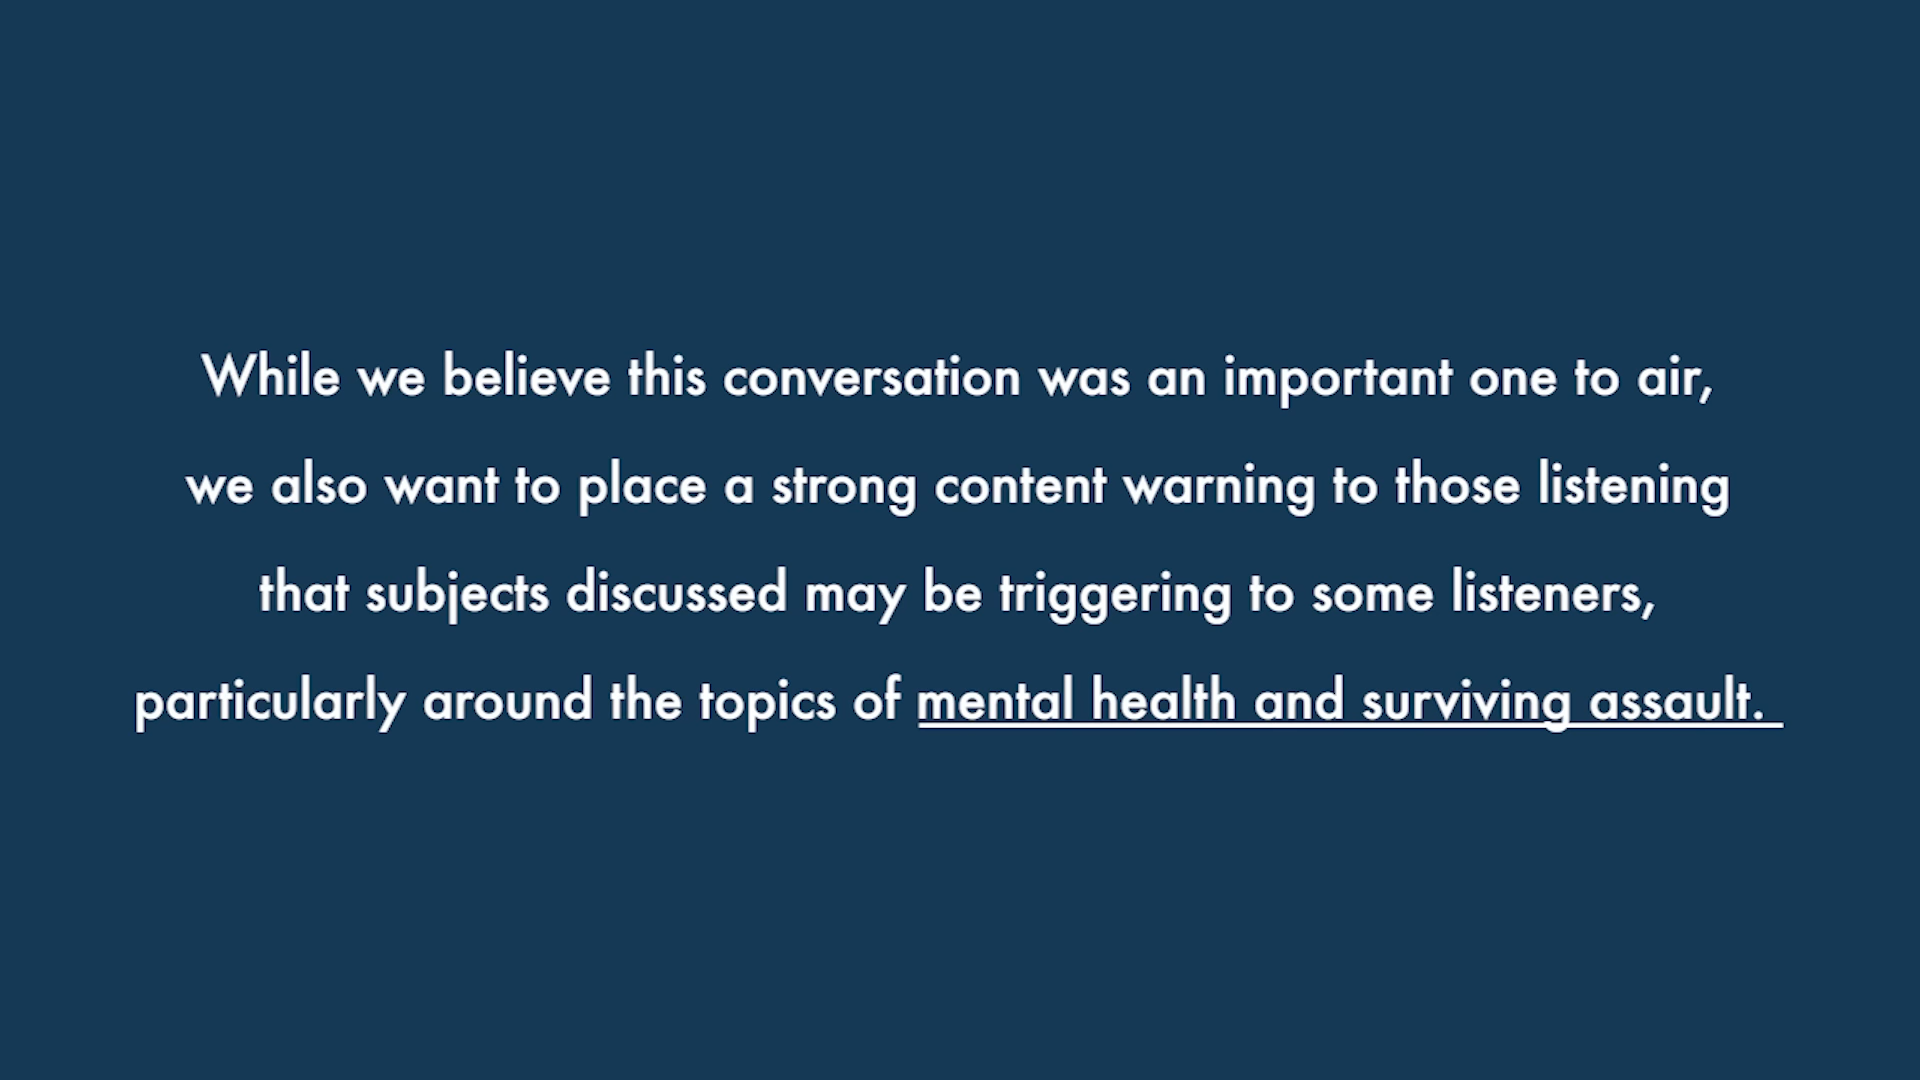 While we believe this conversation was an important one to air,
we also want to place a strong content warning to those listening
that subjects discussed may be triggering to some listeners,
particularly around the topics of mental health and surviving assault.